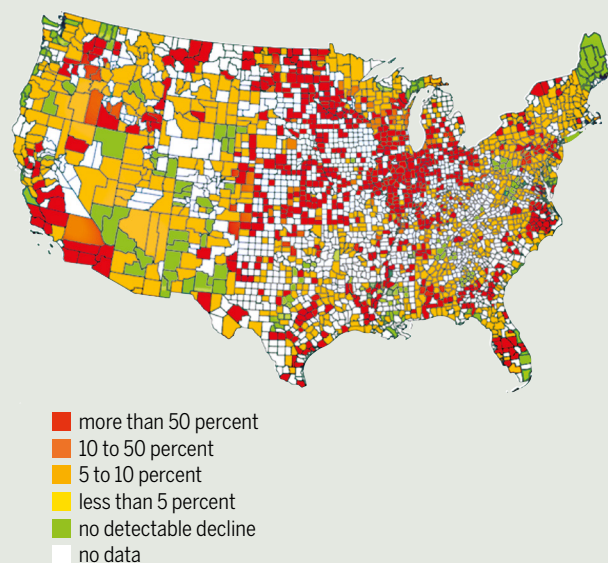 more than 50 percent
10 to 50 percent
5 to 10 percent
less than 5 percent
no detectable decline
no data